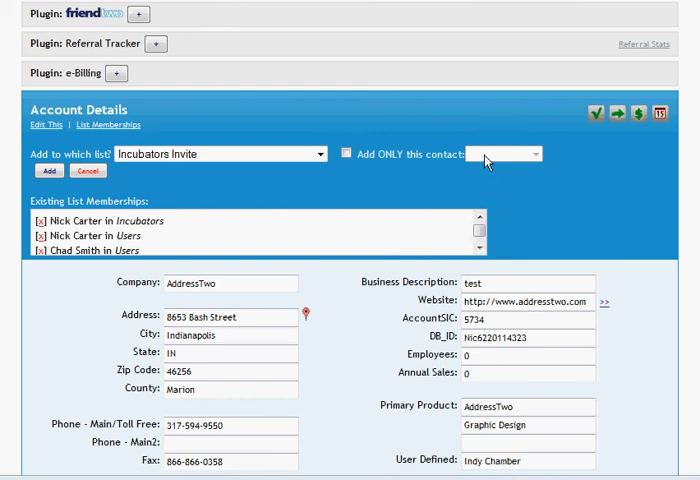 Plugin: friendtwo +
Plugin: Referral Tracker + Referral Stats
Plugin: e-Billing +
Account Details
Edit This | List Memberships
15
Add to which list? Incubators Invite Add ONLY this contact:
Add Cancel
Existing List Memberships:
[x] Nick Carter in Incubators
[x] Nick Carter in Users
[x] Chad Smith in Users
Company: AddressTwo Business Description: test
Website: http://www.addresstwo.com >>
Address: 8653 Bash Street AccountSIC: 5734
City: Indianapolis DB_ID: Nic6220114323
State: IN Employees: 0
Zip Code: 46256 Annual Sales: 0
County: Marion
Primary Product: AddressTwo
Phone - Main/Toll Free: 317-594-9550 Graphic Design
Phone - Main2:
Fax: 866-866-0358 User Defined: Indy Chamber